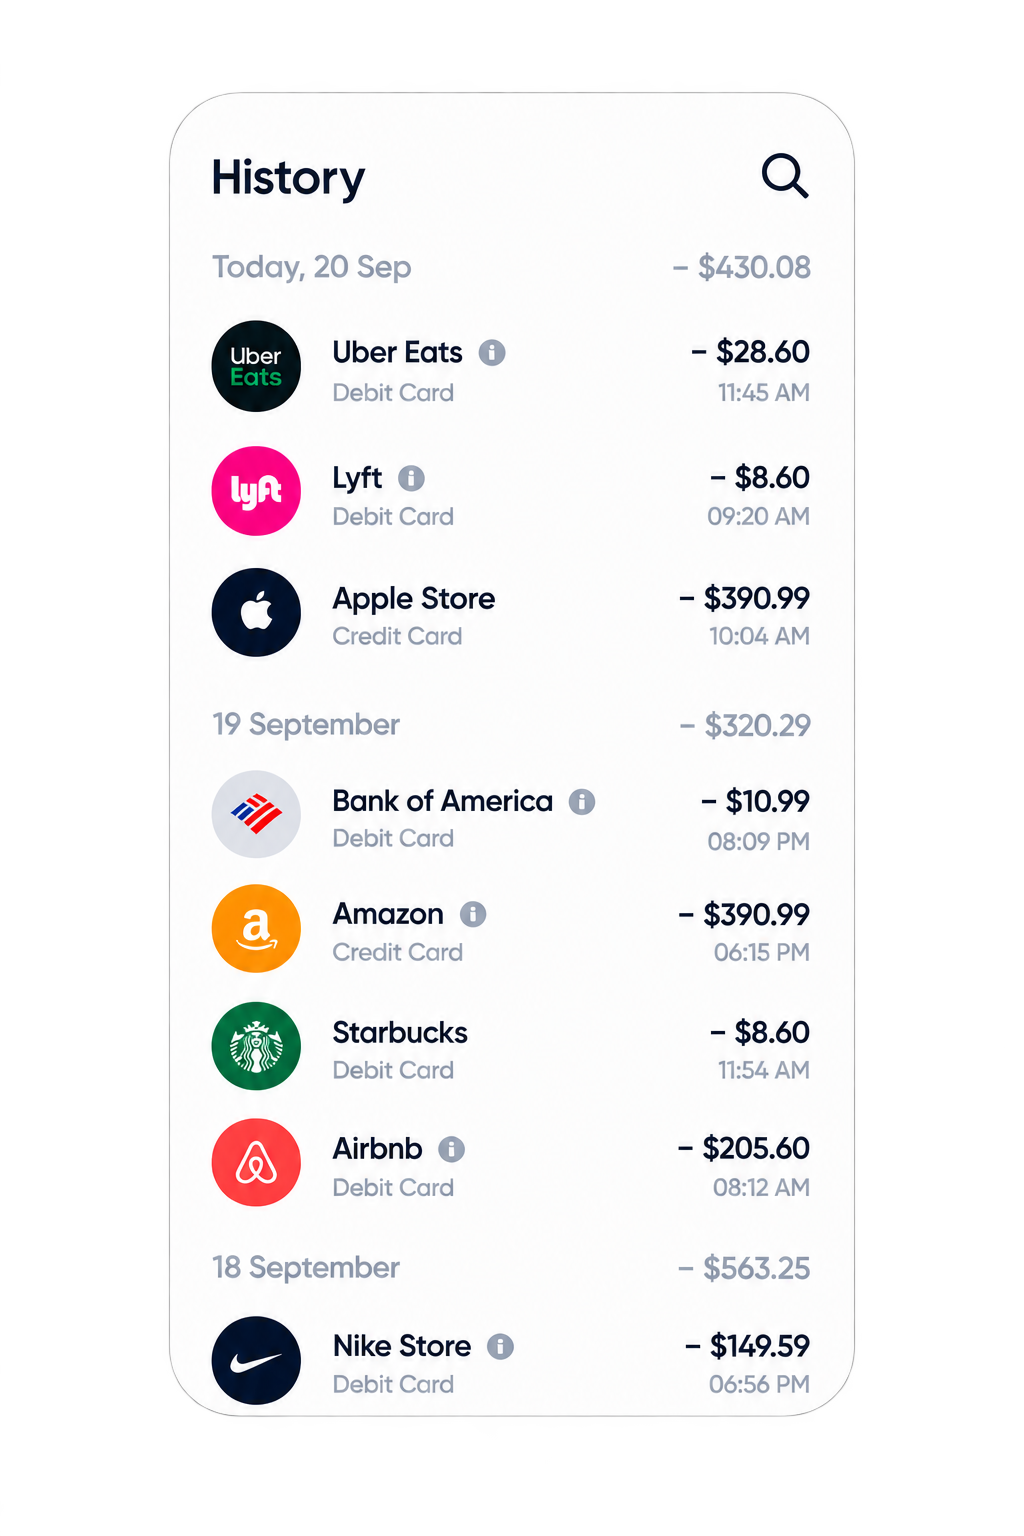 History
Today, 20 Sep – $430.08
Uber Eats
Uber Eats – $28.60
Debit Card 11:45 AM
lyft
Lyft – $8.60
Debit Card 09:20 AM
Apple Store – $390.99
Credit Card 10:04 AM
19 September – $320.29
Bank of America – $10.99
Debit Card 08:09 PM
a
Amazon – $390.99
Credit Card 06:15 PM
Starbucks – $8.60
Debit Card 11:54 AM
Airbnb – $205.60
Debit Card 08:12 AM
18 September – $563.25
Nike Store – $149.59
Debit Card 06:56 PM